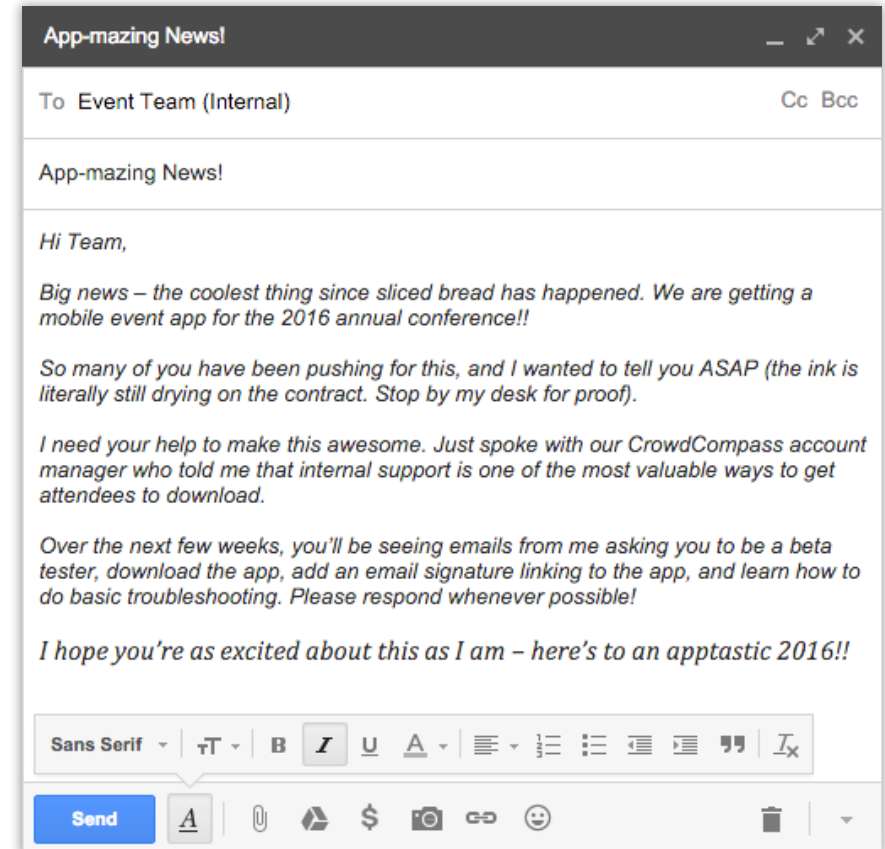 App-mazing News!
To Event Team (Internal) Cc Bcc
App-mazing News!
Hi Team,
Big news – the coolest thing since sliced bread has happened. We are getting a
mobile event app for the 2016 annual conference!!
So many of you have been pushing for this, and I wanted to tell you ASAP (the ink is
literally still drying on the contract. Stop by my desk for proof).
I need your help to make this awesome. Just spoke with our CrowdCompass account
manager who told me that internal support is one of the most valuable ways to get
attendees to download.
Over the next few weeks, you’ll be seeing emails from me asking you to be a beta
tester, download the app, add an email signature linking to the app, and learn how to
do basic troubleshooting. Please respond whenever possible!
I hope you’re as excited about this as I am – here’s to an apptastic 2016!!
Sans Serif TT B I U A
Send A $